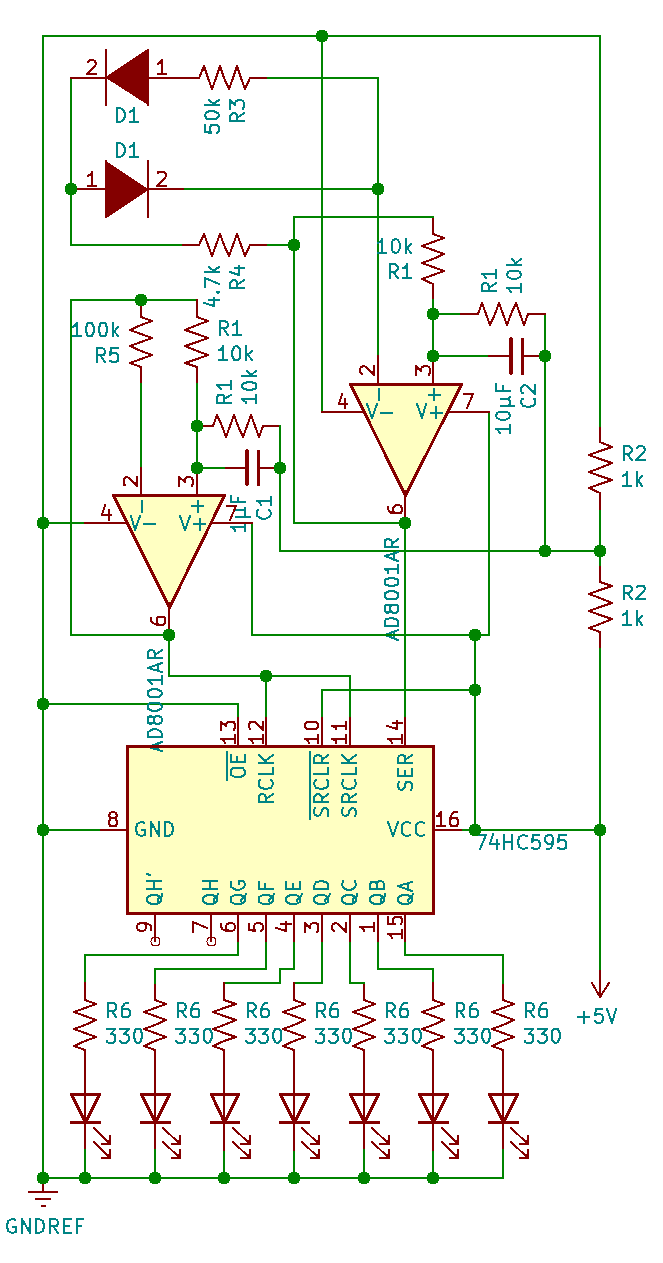 2
1
D1
50k
R3
D1
1
2
4.7k
R4
10k
R1
R1
10k
100k
R5
R1
10k
R1
10k
2
3
-
+
4
V-
V+
7
10µF
C2
6
AD8001AR
R2
1k
2
3
-
+
4
V-
V+
7
1µF
C1
6
AD8001AR
R2
1k
13
12
10
11
14
OE
RCLK
SRCLR
SRCLK
SER
8
GND
VCC
16
74HC595
QH'
QH
QG
QF
QE
QD
QC
QB
QA
9
7
6
5
4
3
2
1
15
R6
330
R6
330
R6
330
R6
330
R6
330
R6
330
R6
330
+5V
GNDREF